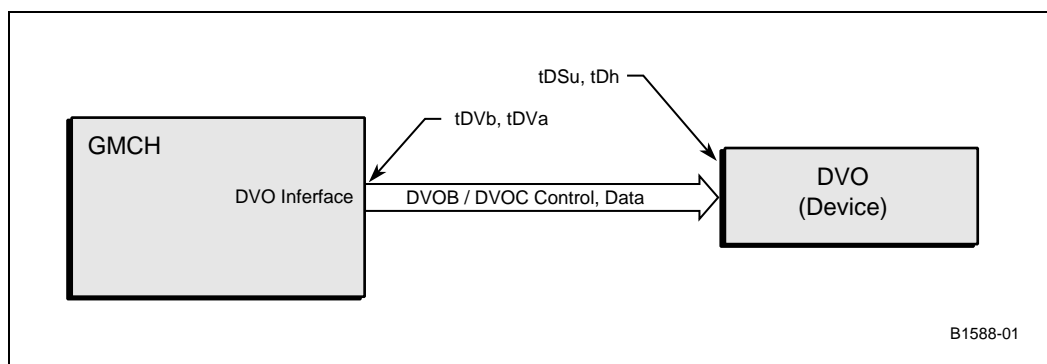 tDSu, tDh
tDVb, tDVa
GMCH
DVO Inferface
DVOB / DVOC Control, Data
DVO
(Device)
B1588-01